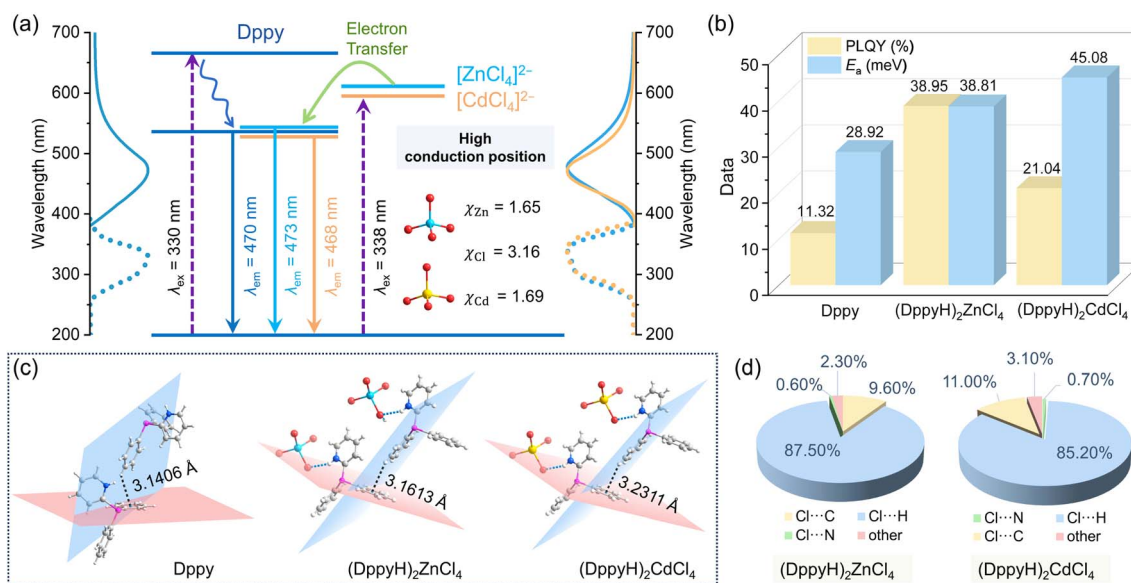 (a)
700
600
500
400
300
200
Wavelength (nm)
Dppy
Electron
Transfer
[ZnCl₄]²⁻
[CdCl₄]²⁻
High
conduction position
λex = 330 nm
λem = 470 nm
λem = 473 nm
λem = 468 nm
λex = 338 nm
χZn = 1.65
χCl = 3.16
χCd = 1.69
700
600
500
400
300
200
Wavelength (nm)
(b)
PLQY (%)
Eₐ (meV)
50
40
30
20
10
0
Data
11.32
28.92
38.95
38.81
21.04
45.08
Dppy
(DppyH)₂ZnCl₄
(DppyH)₂CdCl₄
(c)
3.1406 Å
3.1613 Å
3.2311 Å
Dppy
(DppyH)₂ZnCl₄
(DppyH)₂CdCl₄
(d)
2.30%
0.60%
9.60%
87.50%
Cl···C
Cl···H
Cl···N
other
(DppyH)₂ZnCl₄
3.10%
11.00%
0.70%
85.20%
Cl···N
Cl···H
Cl···C
other
(DppyH)₂CdCl₄